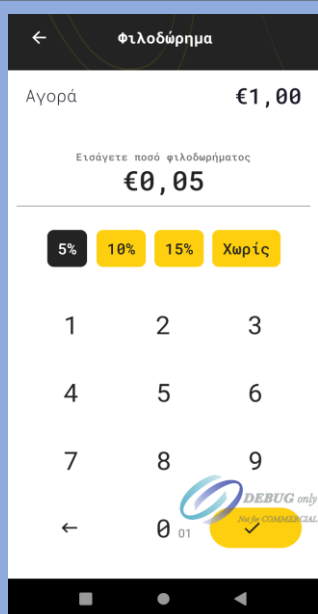 Φιλοδώρημα
Αγορά €1,00
Εισάγετε ποσό φιλοδωρήματος
€0,05
5% 10% 15% Χωρίς
1 2 3
4 5 6
7 8 9
DEBUG only
Not for COMMERCIAL
0 01